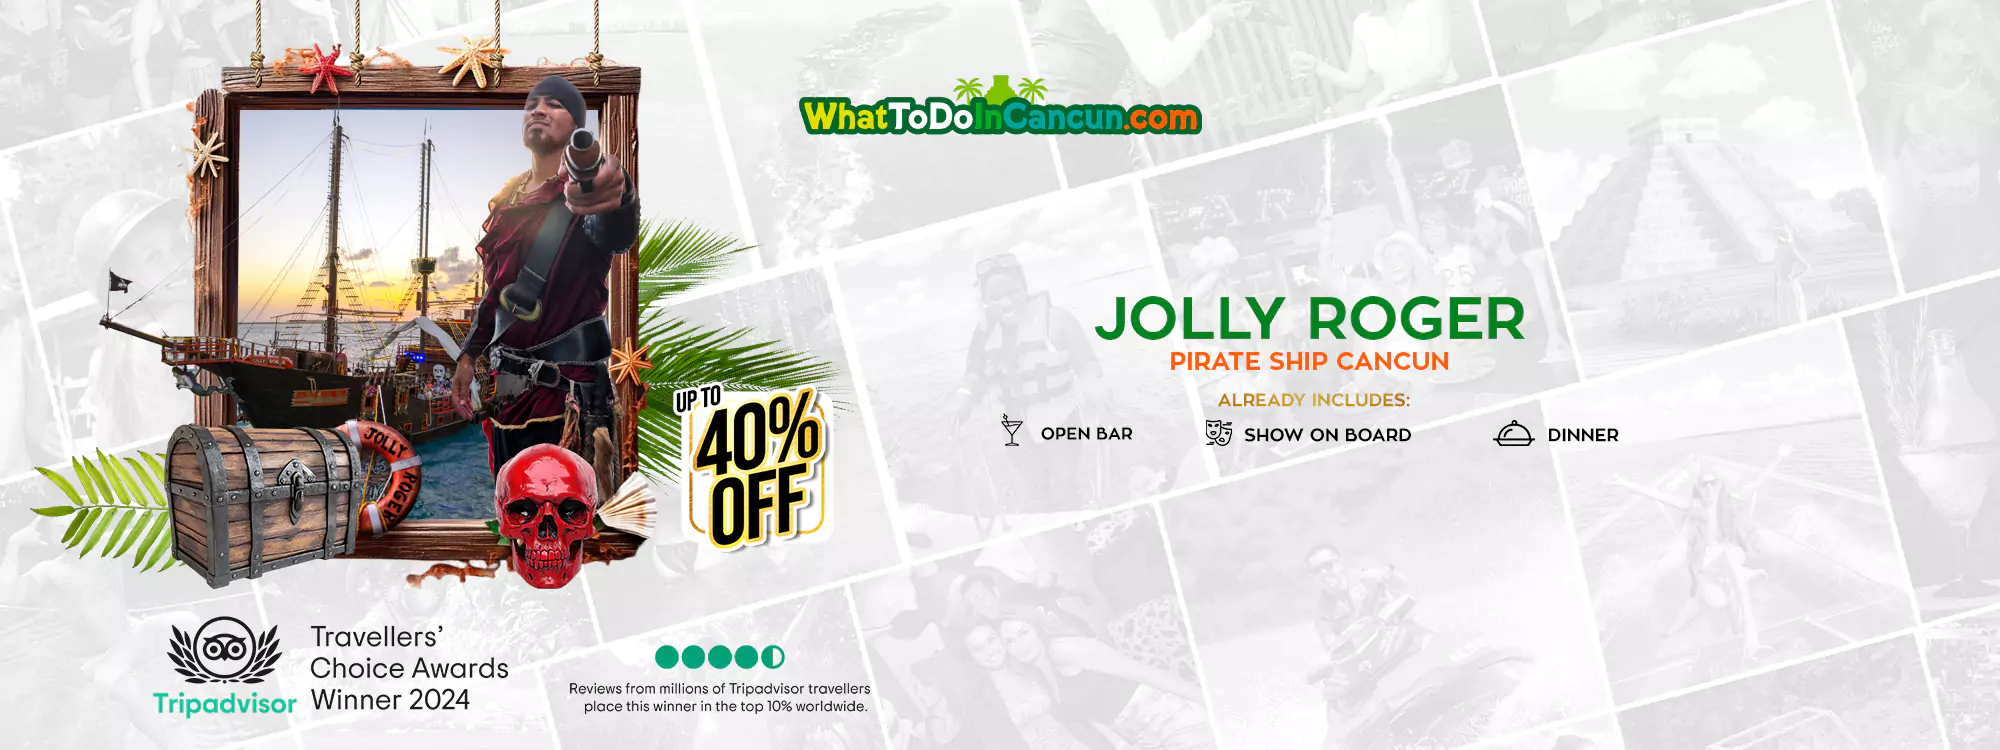 WhatToDoInCancun.com
JOLLY ROGER
PIRATE SHIP CANCUN
ALREADY INCLUDES:
OPEN BAR
SHOW ON BOARD
DINNER
UP TO
40%
OFF
JOLLY
ROGER
Tripadvisor
Travellers’
Choice Awards
Winner 2024
Reviews from millions of Tripadvisor travellers
place this winner in the top 10% worldwide.